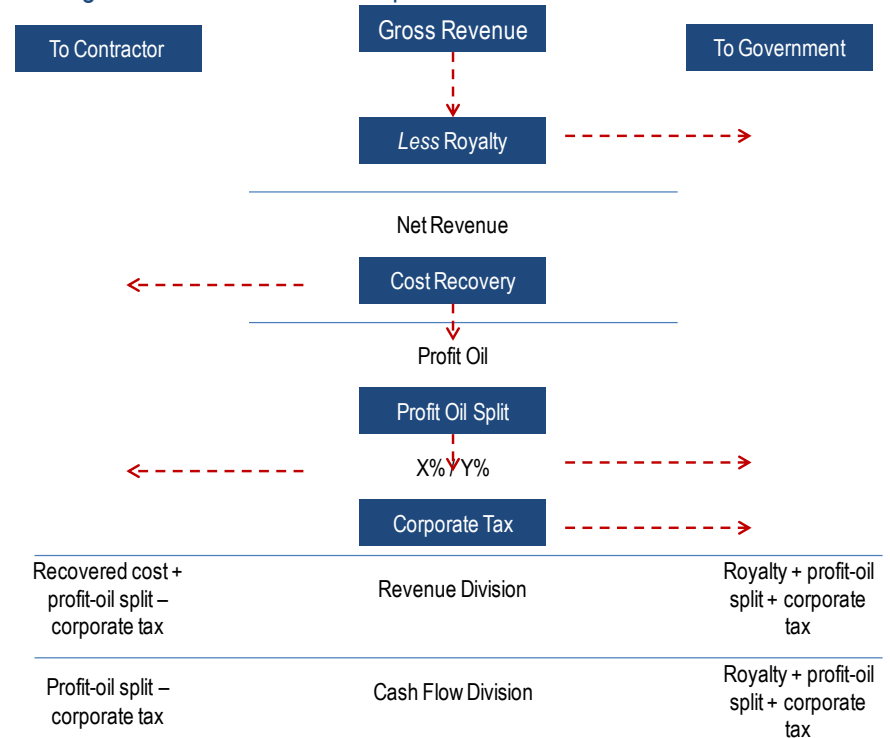 To Contractor
Gross Revenue
To Government
Less Royalty
Net Revenue
Cost Recovery
Profit Oil
Profit Oil Split
X% / Y%
Corporate Tax
Recovered cost +
profit-oil split –
corporate tax
Revenue Division
Royalty + profit-oil
split + corporate
tax
Profit-oil split –
corporate tax
Cash Flow Division
Royalty + profit-oil
split + corporate
tax